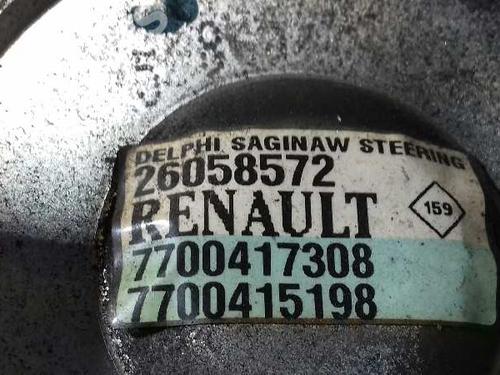 DELPHI SAGINAW STEERING
26058572
RENAULT
159
7700417308
7700415198